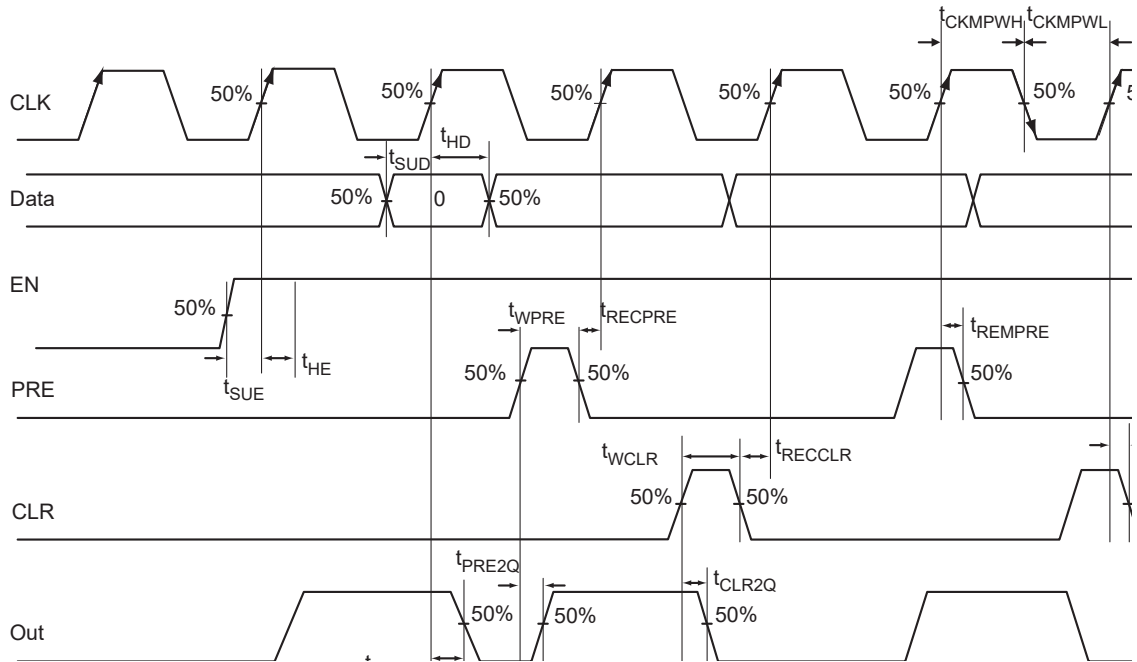 tCKMPWH tCKMPWL
CLK 50% 50% 50% 50% 50% 50% 5
tSUD tHD
Data 50% 0 50%
EN 50%
tSUE tHE
tWPRE tRECPRE tREMPRE
PRE 50% 50% 50%
tWCLR tRECCLR
CLR 50% 50%
tPRE2Q tCLR2Q
Out 50% 50% 50%
t